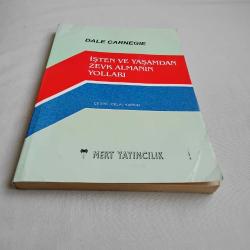 DALE CARNEGIE
İŞTEN VE YAŞAMDAN
ZEVK ALMANIN
YOLLARI
MERT YAYINCILIK